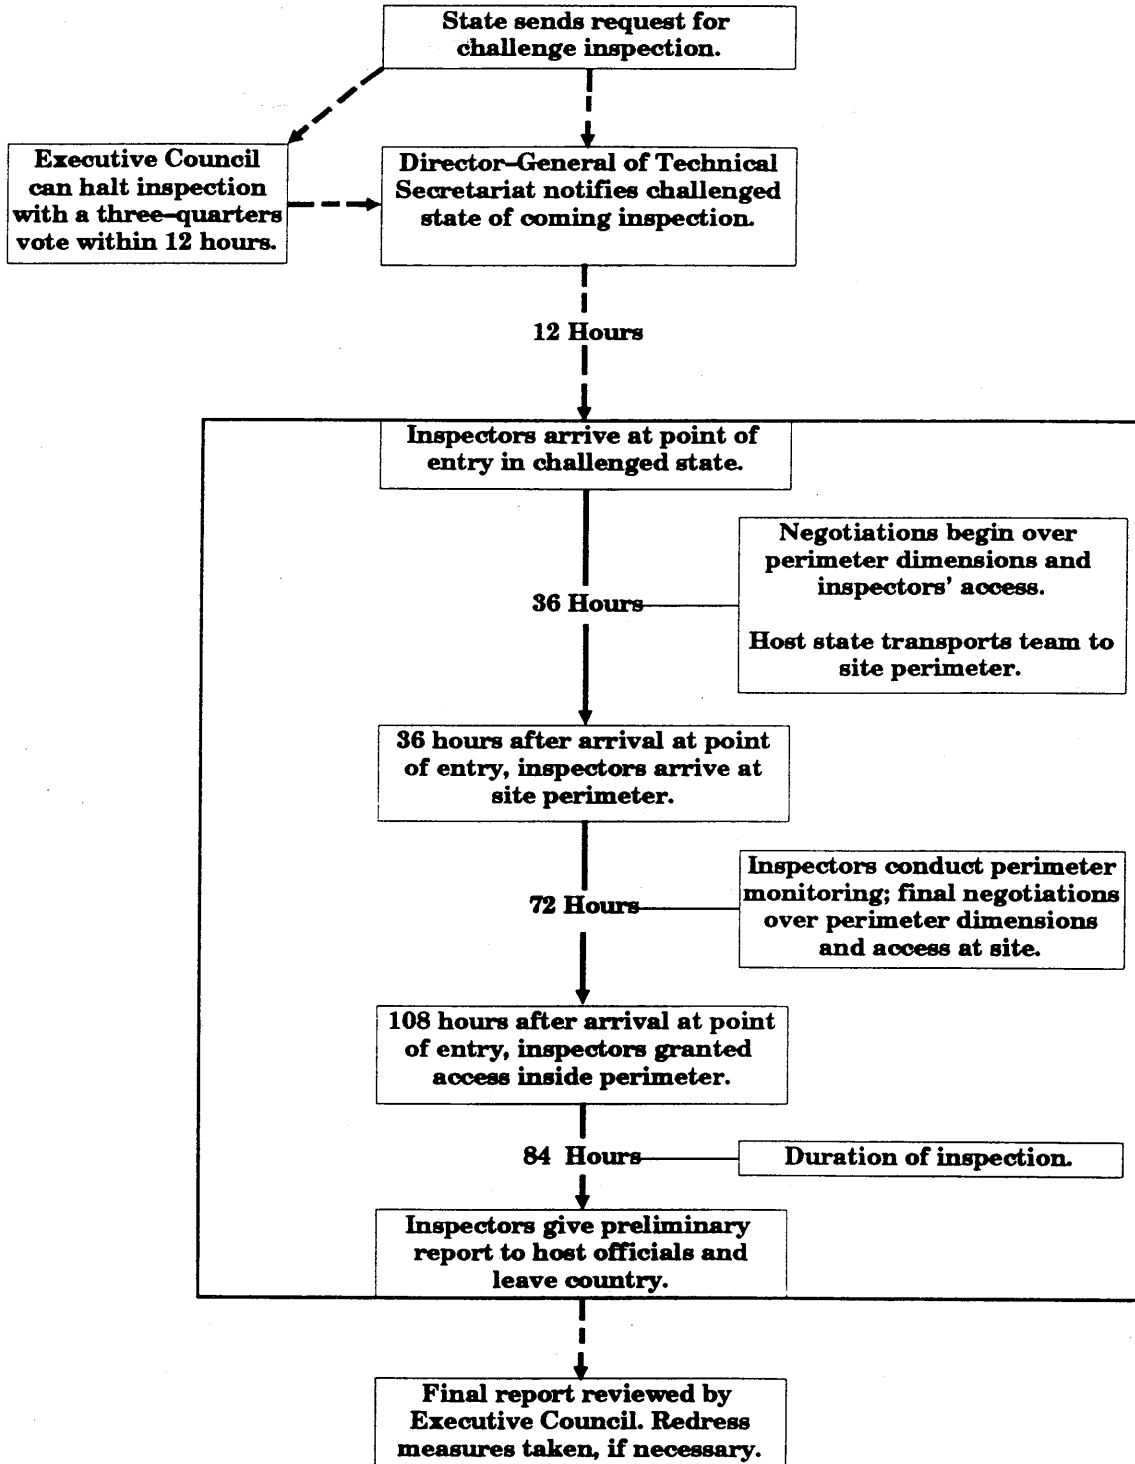 State sends request for
challenge inspection.
Executive Council
can halt inspection
with a three–quarters
vote within 12 hours.
Director–General of Technical
Secretariat notifies challenged
state of coming inspection.
12 Hours
Inspectors arrive at point of
entry in challenged state.
Negotiations begin over
perimeter dimensions and
inspectors' access.
Host state transports team to
site perimeter.
36 Hours
36 hours after arrival at point
of entry, inspectors arrive at
site perimeter.
Inspectors conduct perimeter
monitoring; final negotiations
over perimeter dimensions
and access at site.
72 Hours
108 hours after arrival at point
of entry, inspectors granted
access inside perimeter.
84 Hours
Duration of inspection.
Inspectors give preliminary
report to host officials and
leave country.
Final report reviewed by
Executive Council. Redress
measures taken, if necessary.